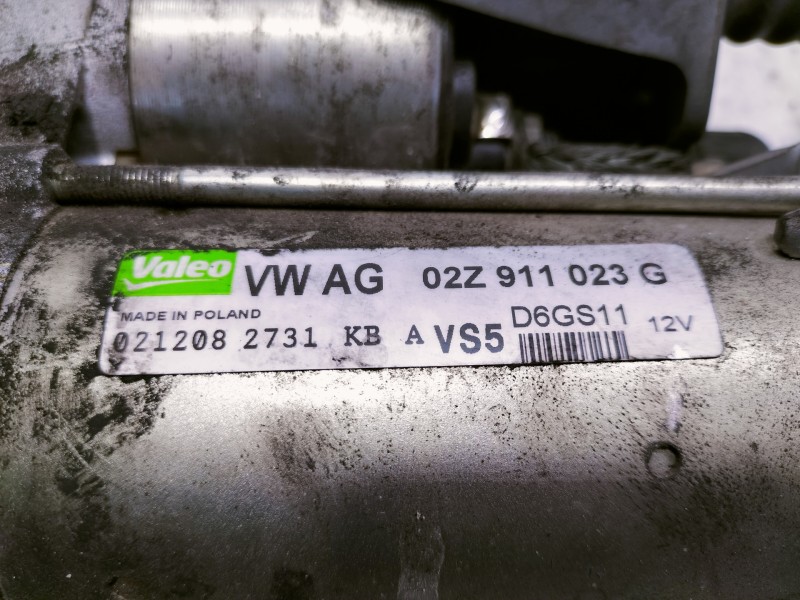 Valeo VW AG 02Z 911 023 G
MADE IN POLAND D6GS11 12V
021208 2731 KB A VS5